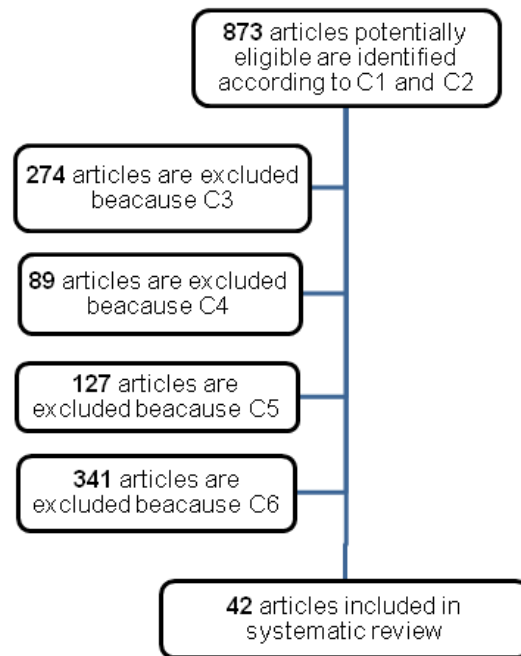 873 articles potentially
eligible are identified
according to C1 and C2
274 articles are excluded
beacause C3
89 articles are excluded
beacause C4
127 articles are
excluded beacause C5
341 articles are
excluded beacause C6
42 articles included in
systematic review